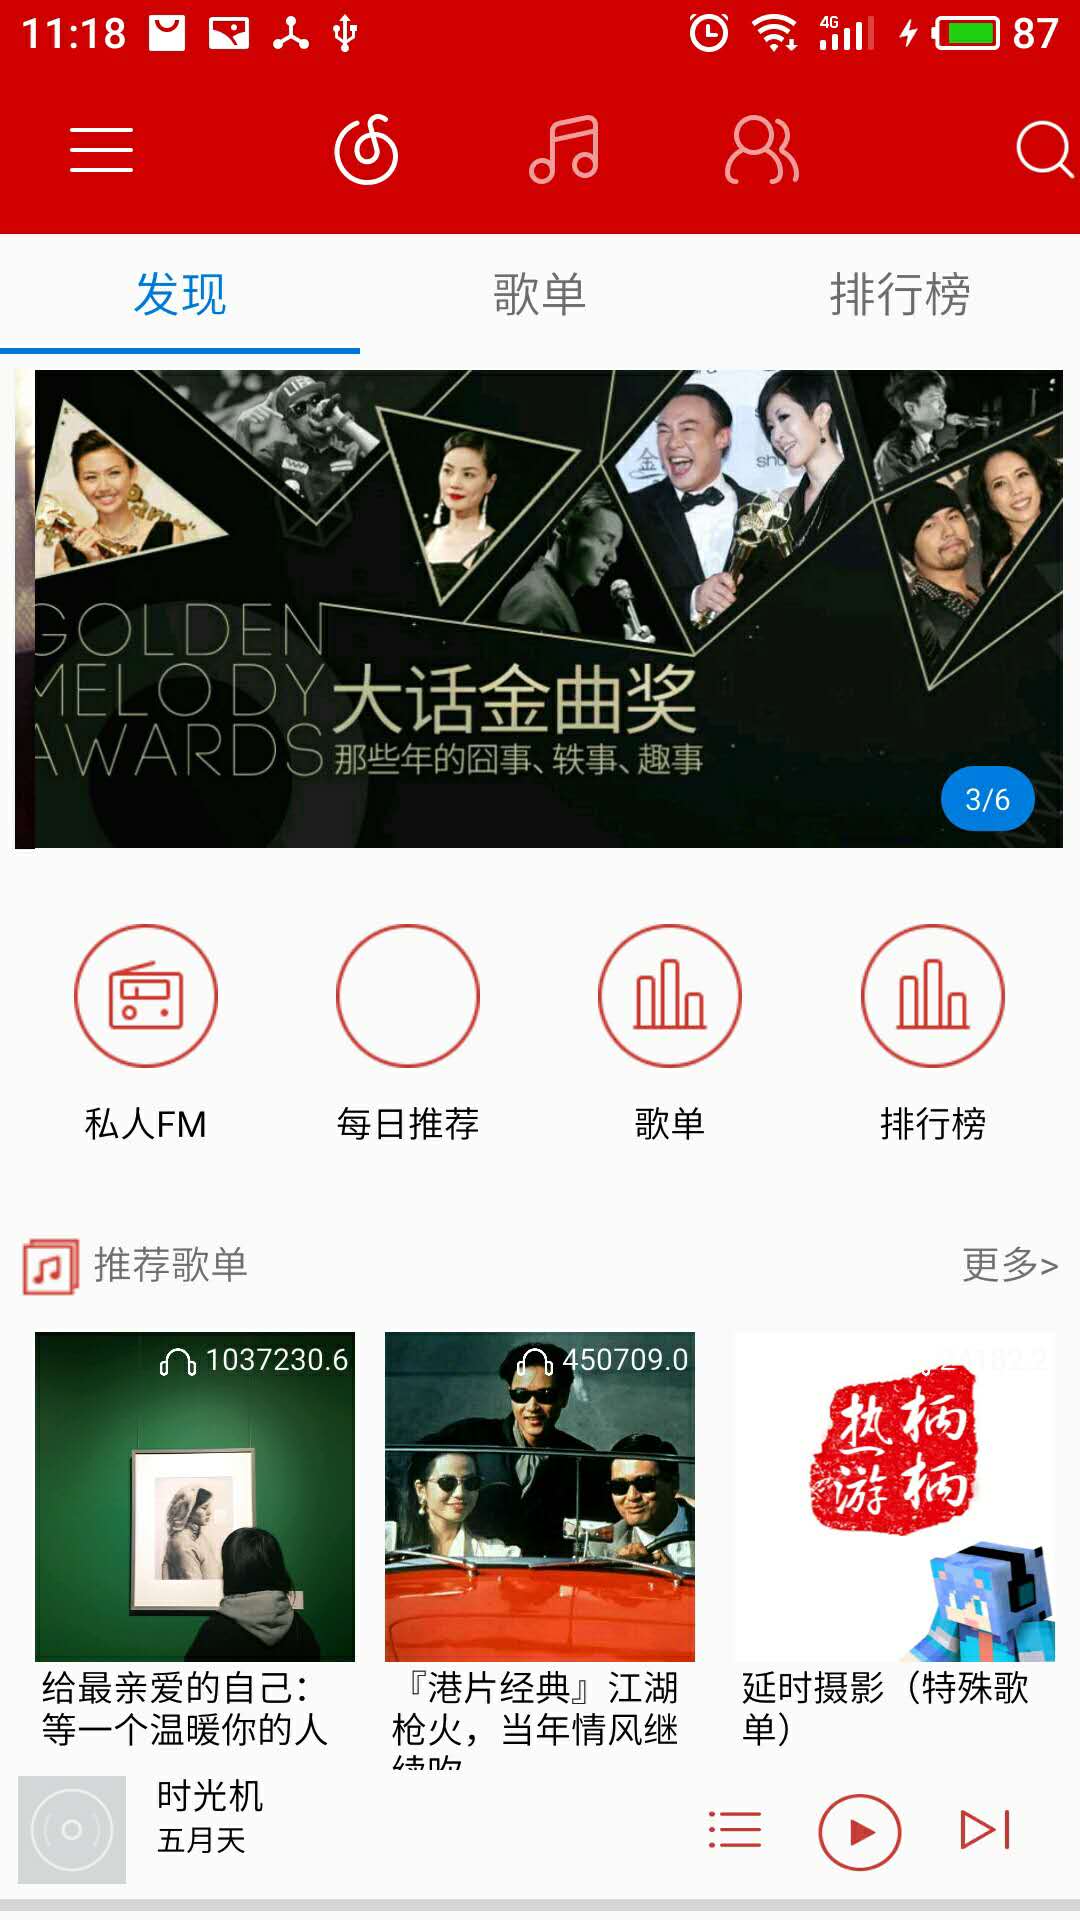 11:18
4G
87
发现
歌单
排行榜
LIFE
金
shu
GOLDEN
MELODY
AWARDS
大话金曲奖
那些年的囧事、轶事、趣事
3/6
私人FM
每日推荐
歌单
排行榜
推荐歌单
更多>
1037230.6
450709.0
热游
柄柄
给最亲爱的自己：
等一个温暖你的人
『港片经典』江湖
枪火，当年情风继
续吹
延时摄影（特殊歌
单）
时光机
五月天